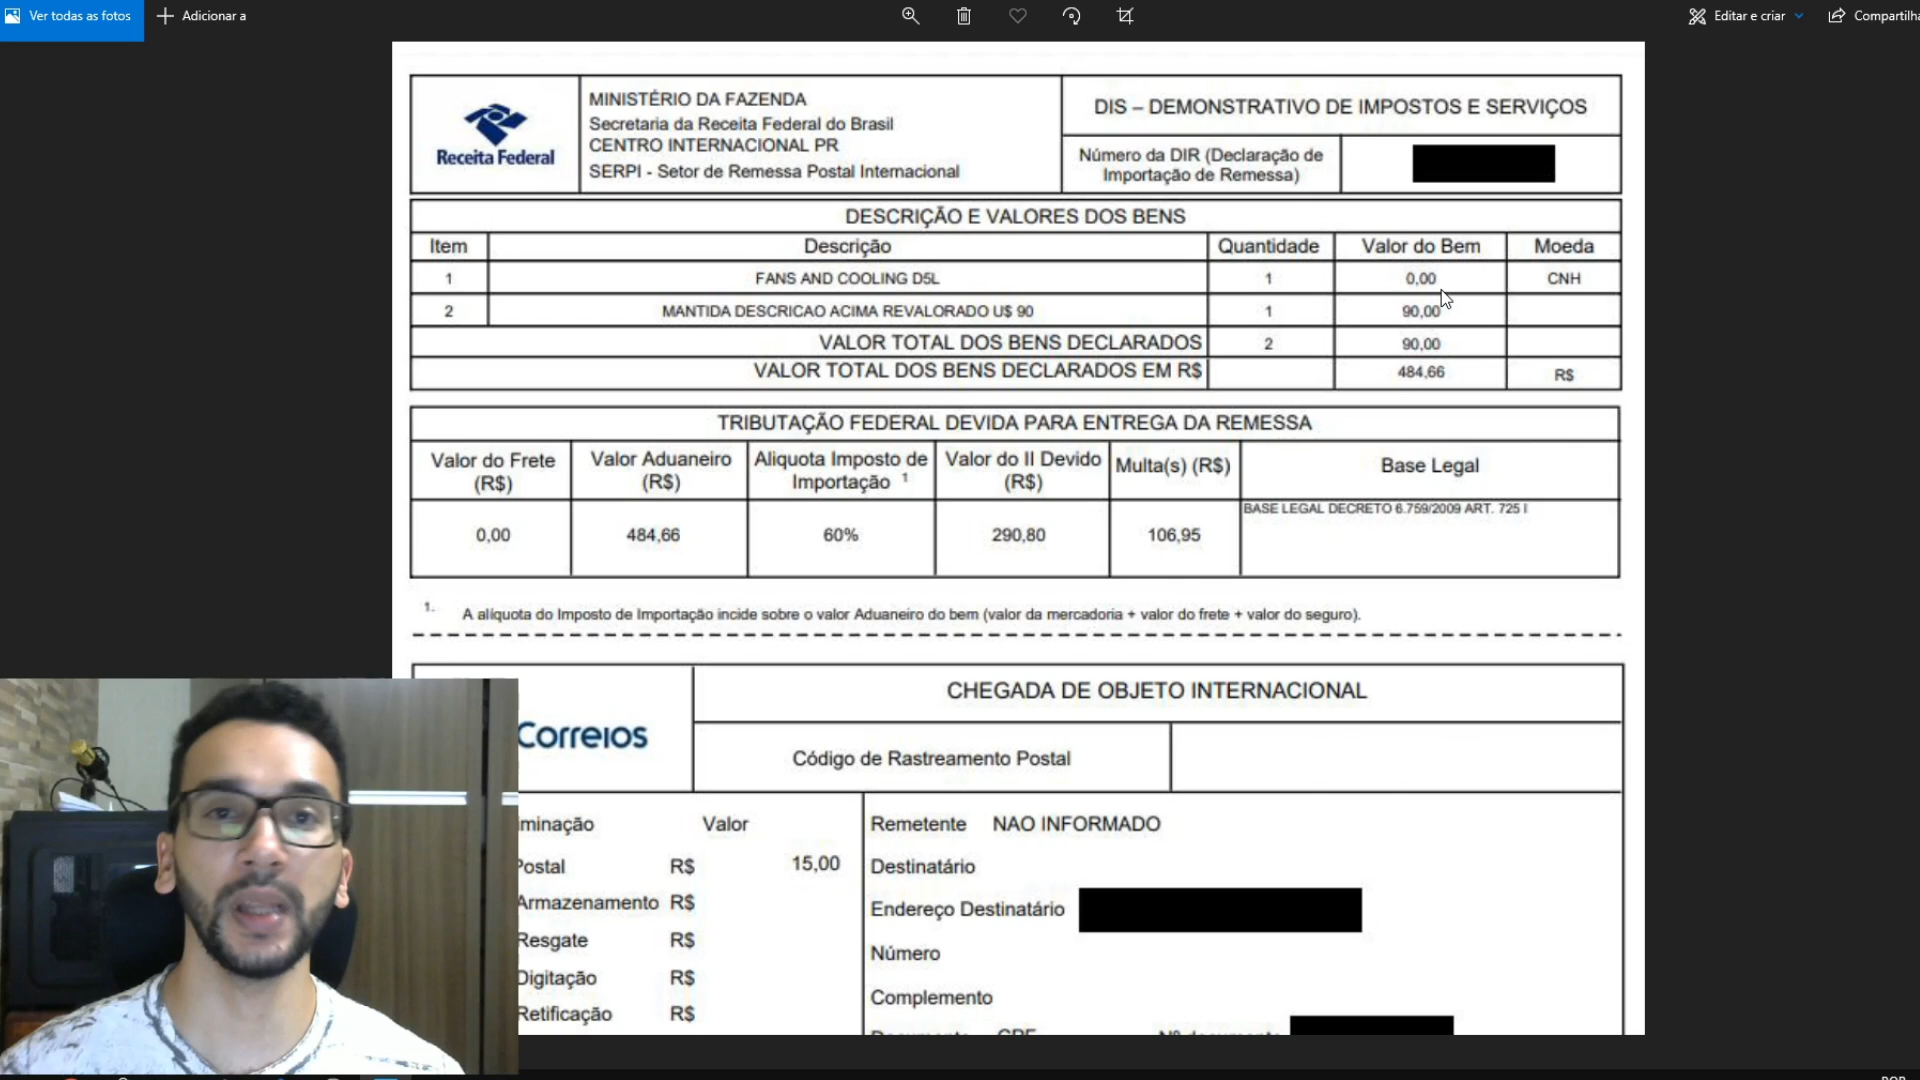 Ver todas as fotos
Adicionar a
Editar e criar
Compartilha
Receita Federal
MINISTÉRIO DA FAZENDA
Secretaria da Receita Federal do Brasil
CENTRO INTERNACIONAL PR
SERPI - Setor de Remessa Postal Internacional
DIS – DEMONSTRATIVO DE IMPOSTOS E SERVIÇOS
Número da DIR (Declaração de
Importação de Remessa)
DESCRIÇÃO E VALORES DOS BENS
Item Descrição Quantidade Valor do Bem Moeda
1 FANS AND COOLING D5L 1 0,00 CNH
2 MANTIDA DESCRICAO ACIMA REVALORADO U$ 90 1 90,00
VALOR TOTAL DOS BENS DECLARADOS 2 90,00
VALOR TOTAL DOS BENS DECLARADOS EM R$ 484,66 R$
TRIBUTAÇÃO FEDERAL DEVIDA PARA ENTREGA DA REMESSA
Valor do Frete
(R$)
Valor Aduaneiro
(R$)
Aliquota Imposto de
Importação 1
Valor do II Devido
(R$)
Multa(s) (R$)
Base Legal
0,00 484,66 60% 290,80 106,95
BASE LEGAL DECRETO 6.759/2009 ART. 725 I
1. A alíquota do Imposto de Importação incide sobre o valor Aduaneiro do bem (valor da mercadoria + valor do frete + valor do seguro).
Correios
CHEGADA DE OBJETO INTERNACIONAL
Código de Rastreamento Postal
iminação Valor
Postal R$ 15,00
Armazenamento R$
Resgate R$
Digitação R$
Retificação R$
Remetente NAO INFORMADO
Destinatário
Endereço Destinatário
Número
Complemento